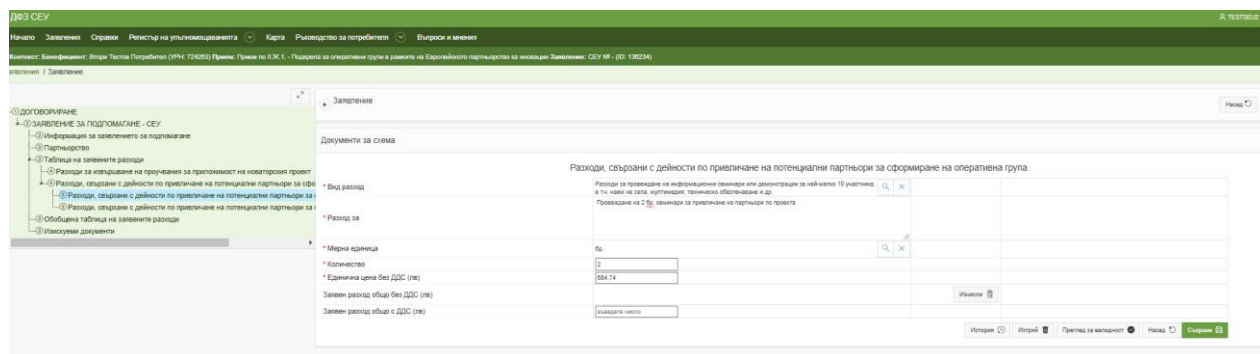 ДФЗ СЕУ
TESTSEU2
Начало Заявления Справки Регистър на упълномощаванията Карта Ръководство за потребителя Въпроси и мнения
Контекст: Бенефициент: Втори Тестов Потребител (УРН: 724263) Прием: Прием по II.Ж.1. - Подкрепа за оперативни групи в рамките на Европейското партньорство за иновации Заявление: СЕУ № - (ID: 136234)
аявления / Заявление
ДОГОВОРИРАНЕ
ЗАЯВЛЕНИЕ ЗА ПОДПОМАГАНЕ - СЕУ
Информация за заявлението за подпомагане
Партньорство
Таблица на заявените разходи
Разходи за извършване на проучвания за приложимост на новаторския проект
Разходи, свързани с дейности по привличане на потенциални партньори за сфо
Разходи, свързани с дейности по привличане на потенциални партньори за
Разходи, свързани с дейности по привличане на потенциални партньори за
Обобщена таблица на заявените разходи
Изискуеми документи
Заявление
Назад
Документи за схема
Разходи, свързани с дейности по привличане на потенциални партньори за сформиране на оперативна група
* Вид разход
Разходи за провеждане на информационни семинари или демонстрации за най-малко 10 участника,
в т.ч. наем на зала, мултимедия, техническо обезпечаване и др.
* Разход за
Провеждане на 2 бр. семинари за привличане на партньори по проекта
* Мерна единица бр.
* Количество 2
* Единична цена без ДДС (лв) 684,74
Заявен разход общо без ДДС (лв) Изчисли
Заявен разход общо с ДДС (лв) въведете число
История Изтрий Преглед за валидност Назад Съхрани